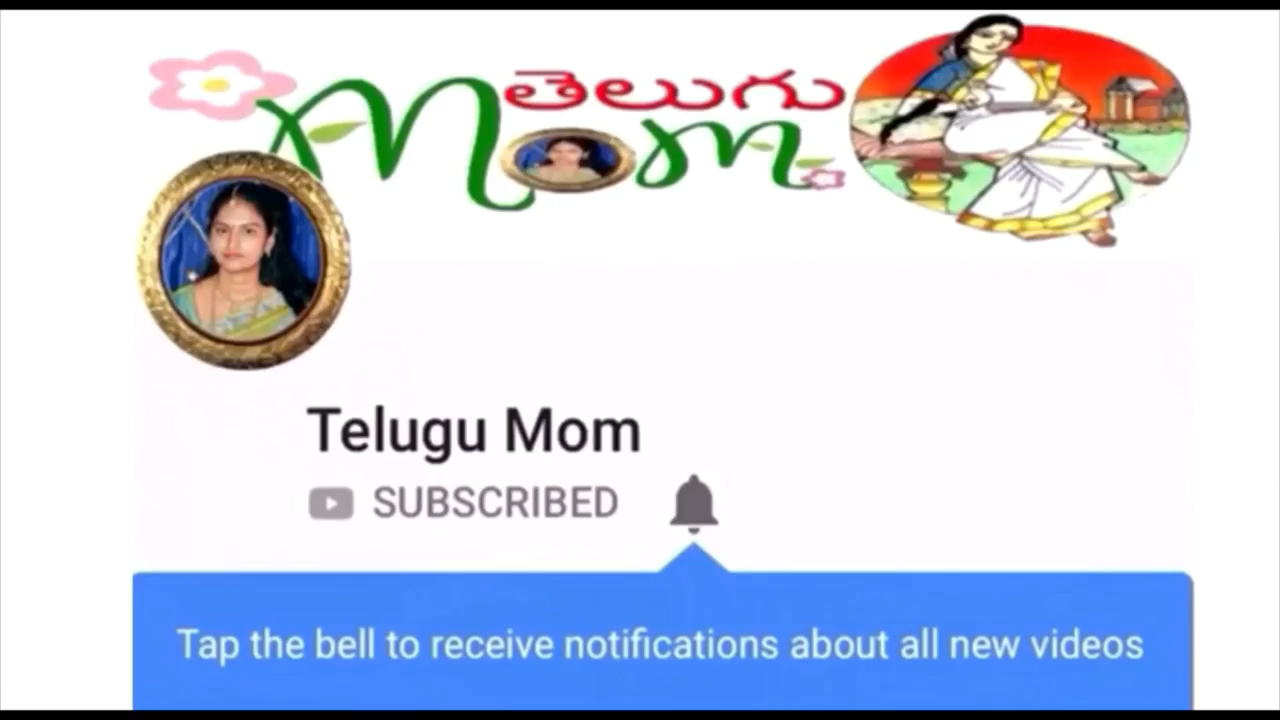 తెలుగు
Mom
Telugu Mom
SUBSCRIBED
Tap the bell to receive notifications about all new videos